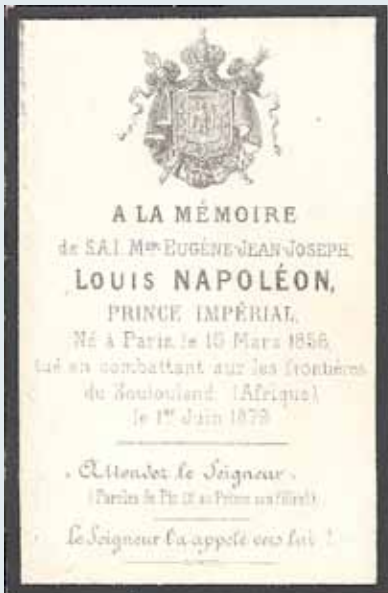 A LA MÉMOIRE
de S.A.I. Mgr EUGÈNE-JEAN-JOSEPH,
LOUIS NAPOLÉON,
PRINCE IMPÉRIAL,
Né à Paris, le 16 Mars 1856,
tué en combattant sur les frontières
du Zoulouland (Afrique)
le 1er Juin 1879
Attendez le Seigneur.
(Paroles de Pie IX au Prince son filleul).
Le Seigneur l'a appelé vers lui !